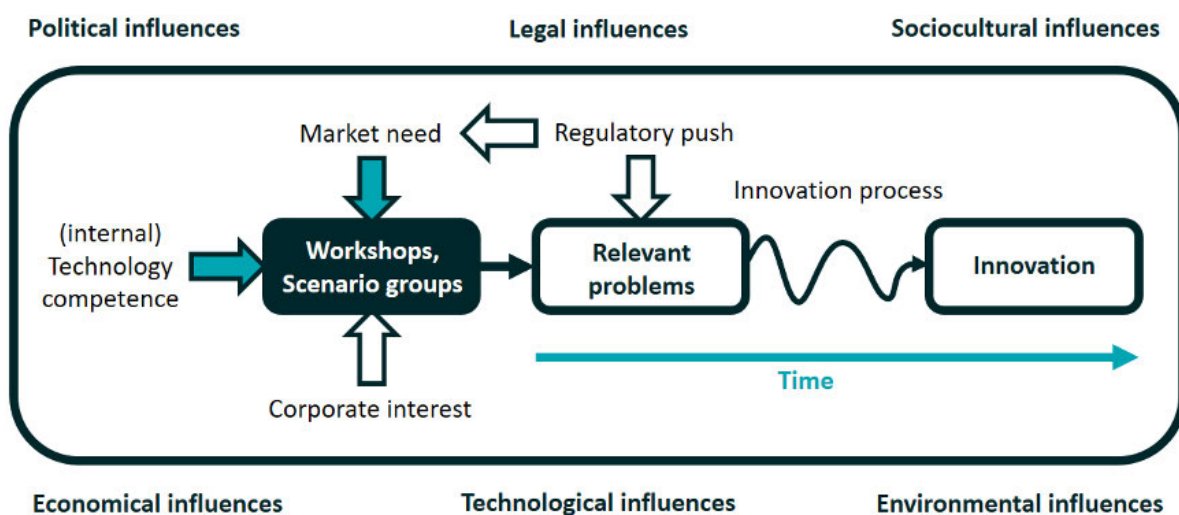 Political influences
Legal influences
Sociocultural influences
Market need
Regulatory push
Innovation process
(internal)
Technology
competence
Workshops,
Scenario groups
Relevant
problems
Innovation
Time
Corporate interest
Economical influences
Technological influences
Environmental influences